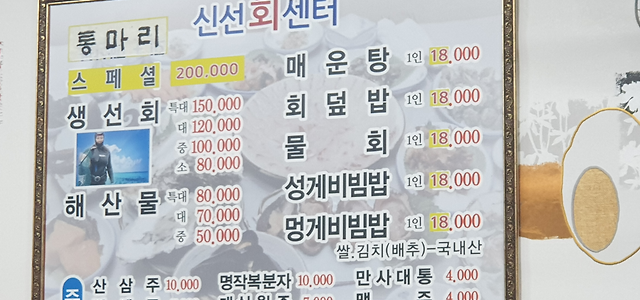 신선회센터
통마리
스페셜 200.000
생선회 특대 150,000
대 120.000
중 100.000
소 80.000
해산물 특대 80.000
대 70.000
중 50.000
매운탕 1인 18.000
회덮밥 1인 18.000
물회 1인 18.000
성게비빔밥 1인 18.000
멍게비빔밥 1인 18.000
쌀.김치(배추)-국내산
산삼주 10,000 명작복분자 10,000 만사대통 4,000